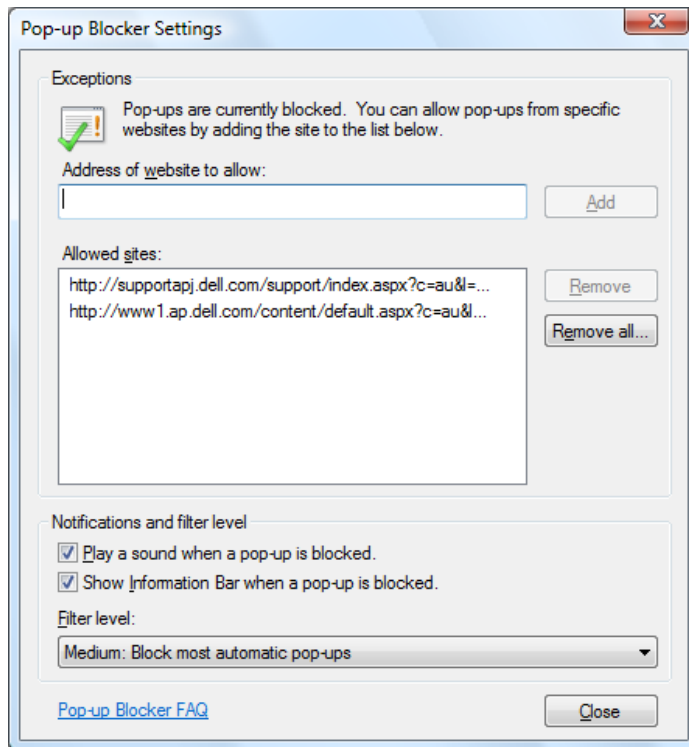 Pop-up Blocker Settings
Exceptions
Pop-ups are currently blocked. You can allow pop-ups from specific
websites by adding the site to the list below.
Address of website to allow:
Add
Allowed sites:
http://supportapj.dell.com/support/index.aspx?c=au&l=...
http://www1.ap.dell.com/content/default.aspx?c=au&l...
Remove
Remove all...
Notifications and filter level
Play a sound when a pop-up is blocked.
Show Information Bar when a pop-up is blocked.
Filter level:
Medium: Block most automatic pop-ups
Pop-up Blocker FAQ
Close